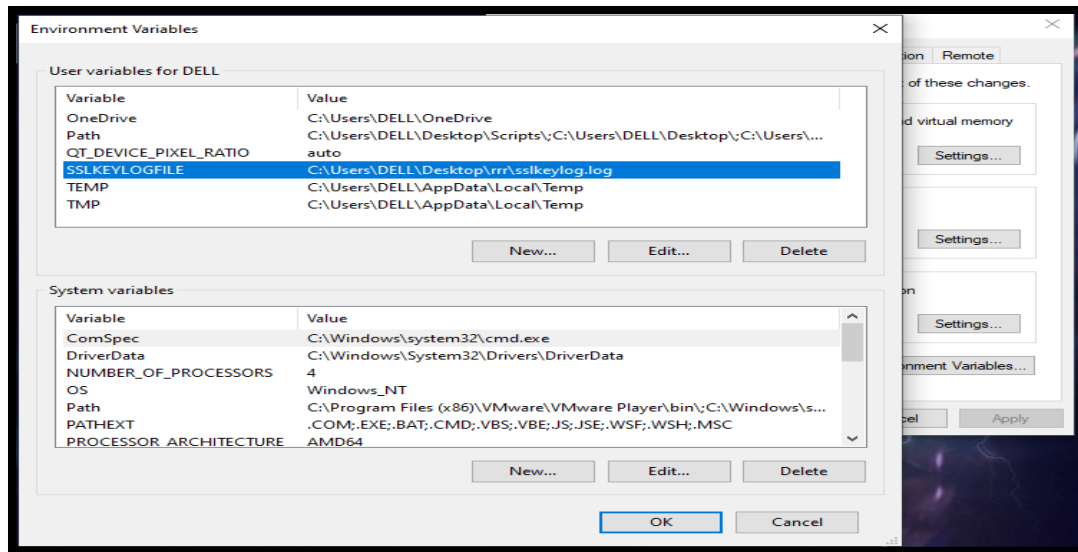 Environment Variables
ion Remote
User variables for DELL
of these changes.
Variable Value
OneDrive C:\Users\DELL\OneDrive
Path C:\Users\DELL\Desktop\Scripts\;C:\Users\DELL\Desktop\;C:\Users\...
QT_DEVICE_PIXEL_RATIO auto
SSLKEYLOGFILE C:\Users\DELL\Desktop\rrr\sslkeylog.log
TEMP C:\Users\DELL\AppData\Local\Temp
TMP C:\Users\DELL\AppData\Local\Temp
d virtual memory
Settings...
New... Edit... Delete
Settings...
System variables
on
Variable Value
ComSpec C:\Windows\system32\cmd.exe
DriverData C:\Windows\System32\Drivers\DriverData
NUMBER_OF_PROCESSORS 4
OS Windows_NT
Path C:\Program Files (x86)\VMware\VMware Player\bin\;C:\Windows\s...
PATHEXT .COM;.EXE;.BAT;.CMD;.VBS;.VBE;.JS;.JSE;.WSF;.WSH;.MSC
PROCESSOR_ARCHITECTURE AMD64
Settings...
nment Variables...
cel Apply
New... Edit... Delete
OK Cancel